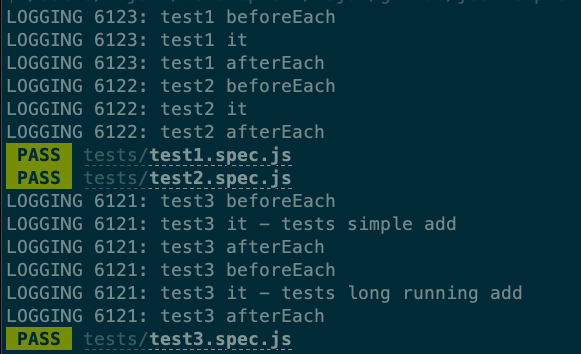 LOGGING 6123: test1 beforeEach
LOGGING 6123: test1 it
LOGGING 6123: test1 afterEach
LOGGING 6122: test2 beforeEach
LOGGING 6122: test2 it
LOGGING 6122: test2 afterEach
PASS tests/test1.spec.js
PASS tests/test2.spec.js
LOGGING 6121: test3 beforeEach
LOGGING 6121: test3 it - tests simple add
LOGGING 6121: test3 afterEach
LOGGING 6121: test3 beforeEach
LOGGING 6121: test3 it - tests long running add
LOGGING 6121: test3 afterEach
PASS tests/test3.spec.js